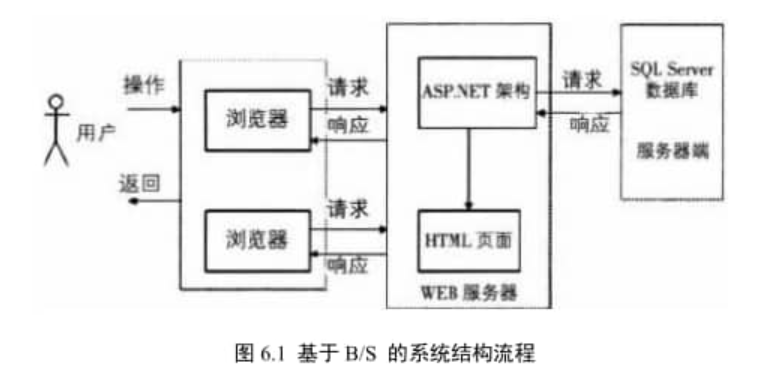 操作
用户
返回
浏览器
请求
响应
浏览器
请求
响应
ASP.NET 架构
HTML 页面
WEB 服务器
请求
响应
SQL Server
数据库
服务器端
图 6.1 基于 B/S 的系统结构流程